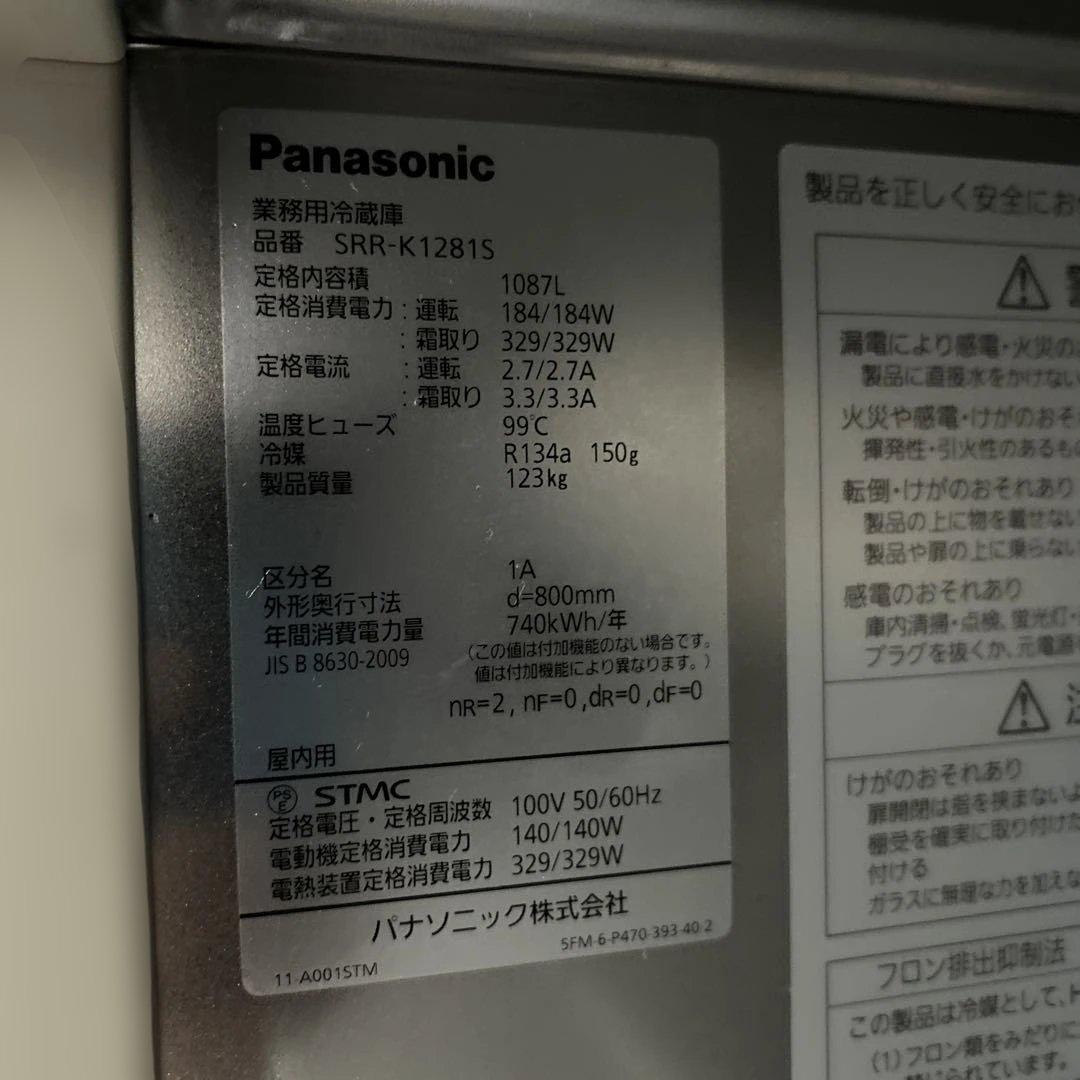 Panasonic
業務用冷蔵庫
品番 SRR-K1281S
定格内容積 1087L
定格消費電力 : 運転 184/184W
: 霜取り 329/329W
定格電流 : 運転 2.7/2.7A
: 霜取り 3.3/3.3A
温度ヒューズ 99℃
冷媒 R134a 150g
製品質量 123kg
区分名 1A
外形奥行寸法 d=800mm
年間消費電力量 740kWh/年
JIS B 8630-2009 (この値は付加機能のない場合です。
値は付加機能により異なります。)
nR=2, nF=0, dR=0, dF=0
屋内用
PS
E STMC
定格電圧・定格周波数 100V 50/60Hz
電動機定格消費電力 140/140W
電熱装置定格消費電力 329/329W
パナソニック株式会社
5FM-6-P470-393-40-2
11-A001STM
製品を正しく安全にお
漏電により感電・火災の
製品に直接水をかけない
火災や感電・けがのおそ
揮発性・引火性のあるもの
転倒・けがのおそれあり
製品の上に物を載せない
製品や扉の上に乗らない
感電のおそれあり
庫内清掃・点検、蛍光灯・
プラグを抜くか、元電源
けがのおそれあり
扉開閉は指を挟まないよ
棚受を確実に取り付けた
付ける
ガラスに無理な力を加えな
フロン排出抑制法
この製品は冷媒として、H
(1)フロン類をみだりに
禁じられています。